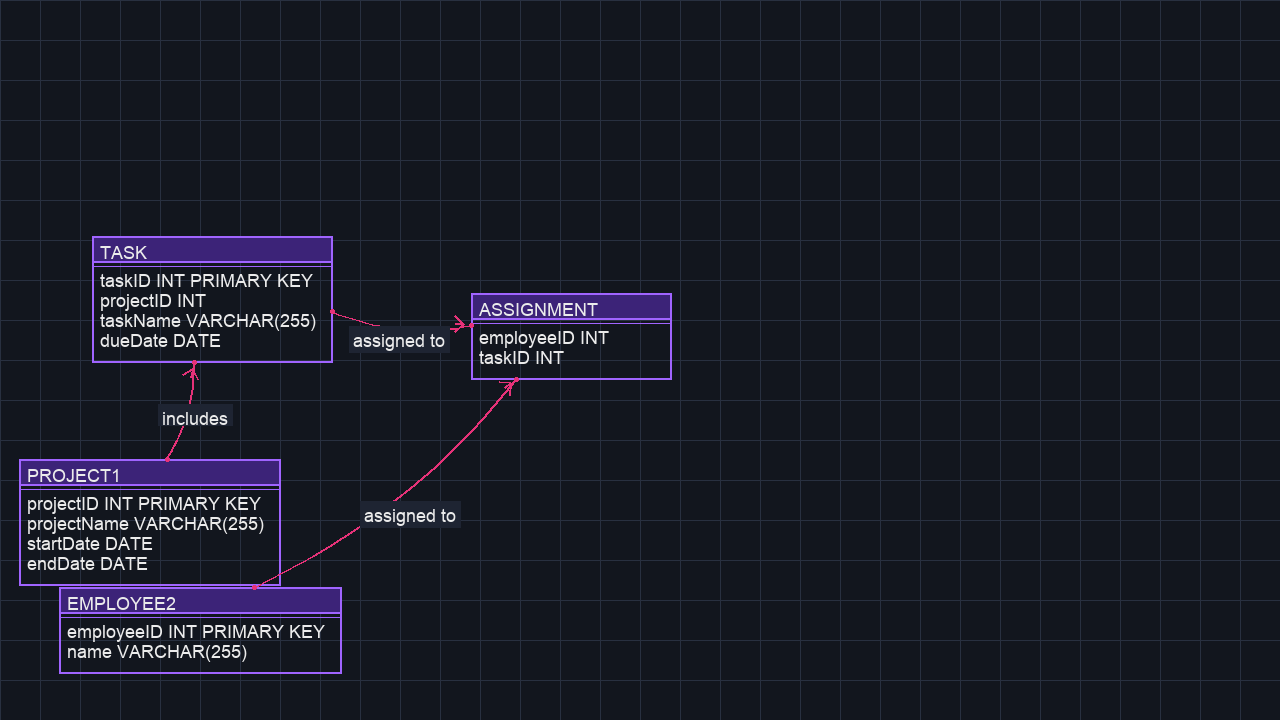 TASK
taskID INT PRIMARY KEY
projectID INT
taskName VARCHAR(255)
dueDate DATE
assigned to
ASSIGNMENT
employeeID INT
taskID INT
includes
PROJECT1
projectID INT PRIMARY KEY
projectName VARCHAR(255)
startDate DATE
endDate DATE
assigned to
EMPLOYEE2
employeeID INT PRIMARY KEY
name VARCHAR(255)